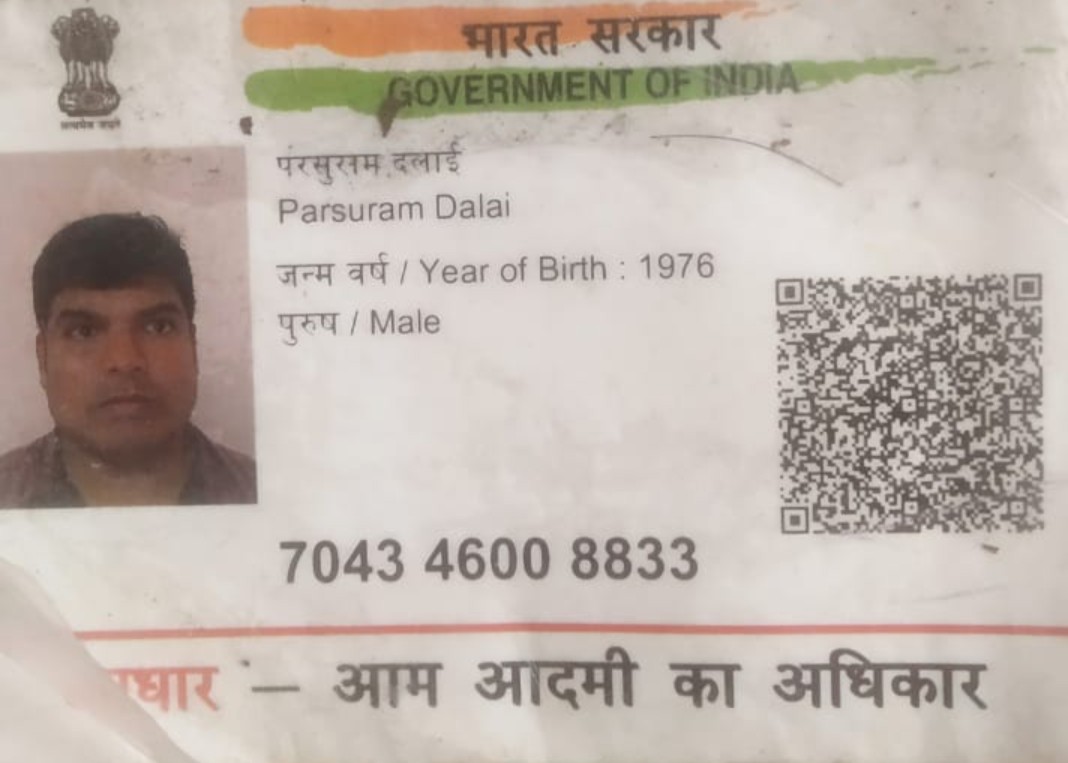 भारत सरकार
GOVERNMENT OF INDIA
सत्यमेव जयते
परसुराम दलाई
Parsuram Dalai
जन्म वर्ष / Year of Birth : 1976
पुरुष / Male
7043 4600 8833
– आम आदमी का अधिकार